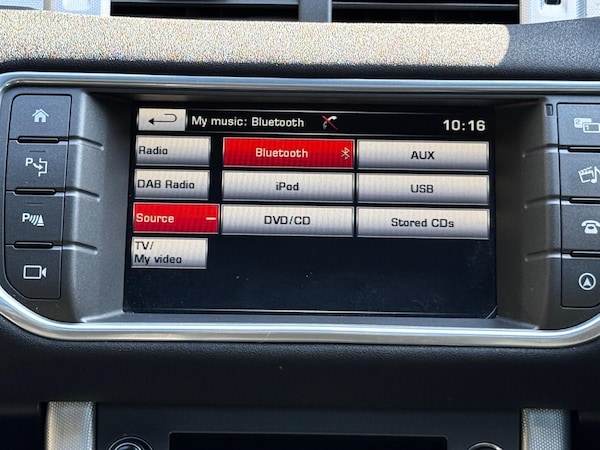 My music: Bluetooth
10:16
Radio
Bluetooth
AUX
DAB Radio
iPod
USB
Source –
DVD/CD
Stored CDs
TV/
My video
P
P